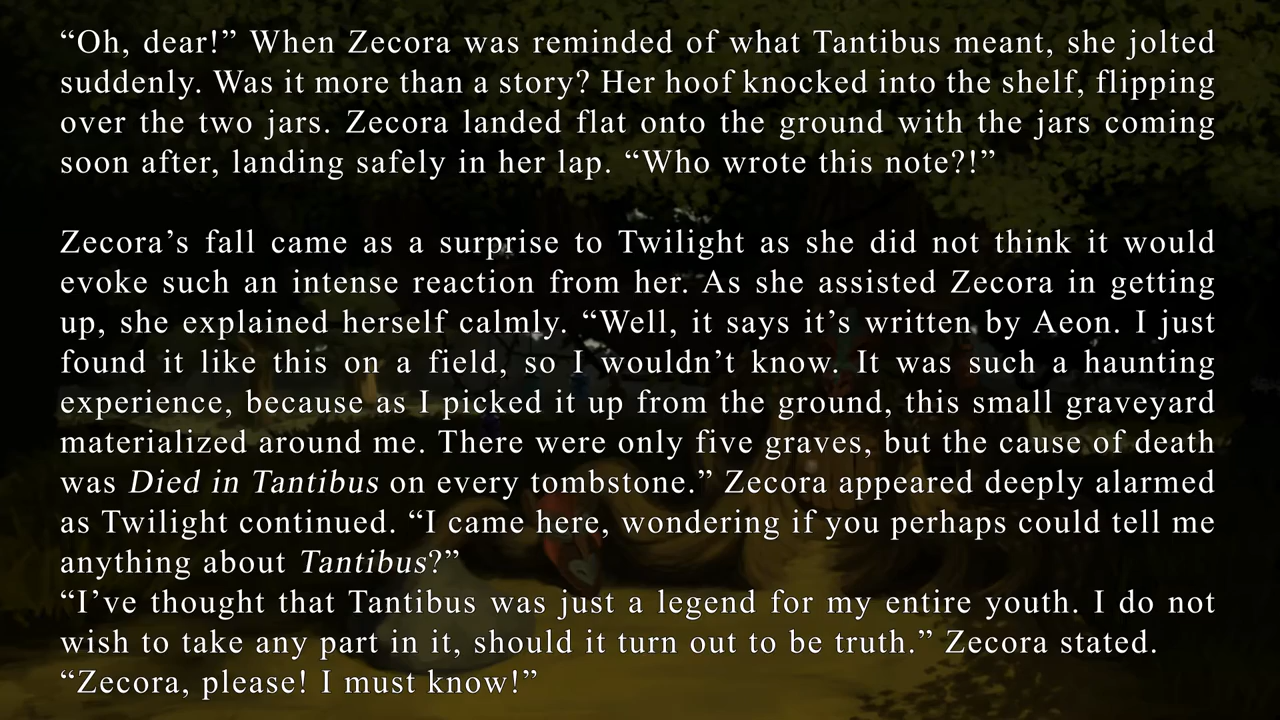 “Oh, dear!” When Zecora was reminded of what Tantibus meant, she jolted
suddenly. Was it more than a story? Her hoof knocked into the shelf, flipping
over the two jars. Zecora landed flat onto the ground with the jars coming
soon after, landing safely in her lap. “Who wrote this note?!”
Zecora’s fall came as a surprise to Twilight as she did not think it would
evoke such an intense reaction from her. As she assisted Zecora in getting
up, she explained herself calmly. “Well, it says it’s written by Aeon. I just
found it like this on a field, so I wouldn’t know. It was such a haunting
experience, because as I picked it up from the ground, this small graveyard
materialized around me. There were only five graves, but the cause of death
was Died in Tantibus on every tombstone.” Zecora appeared deeply alarmed
as Twilight continued. “I came here, wondering if you perhaps could tell me
anything about Tantibus?”
“I’ve thought that Tantibus was just a legend for my entire youth. I do not
wish to take any part in it, should it turn out to be truth.” Zecora stated.
“Zecora, please! I must know!”